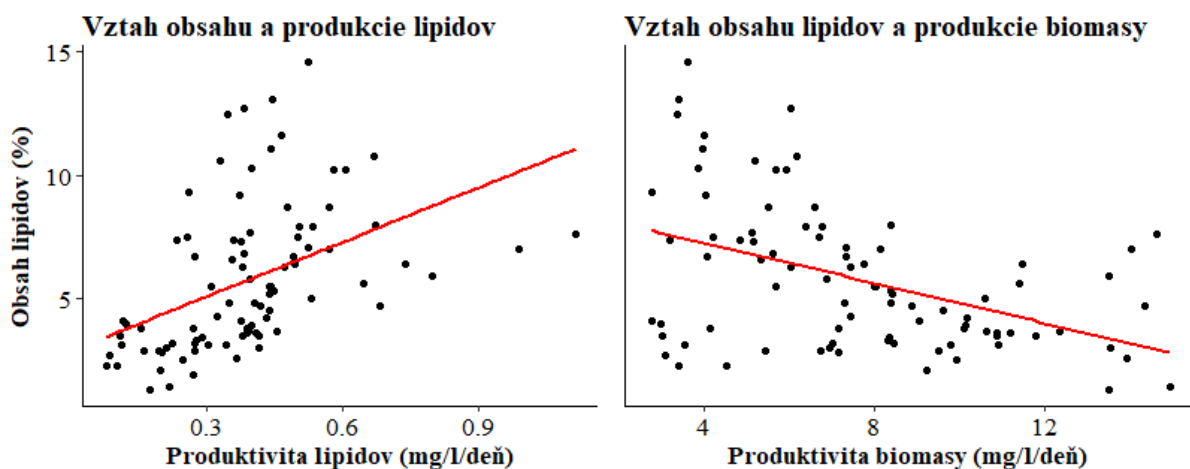 Vztah obsahu a produkcie lipidov
Vztah obsahu lipidov a produkcie biomasy
Obsah lipidov (%)
15
10
5
0.3 0.6 0.9
4 8 12
Produktivita lipidov (mg/l/deň)
Produktivita biomasy (mg/l/deň)